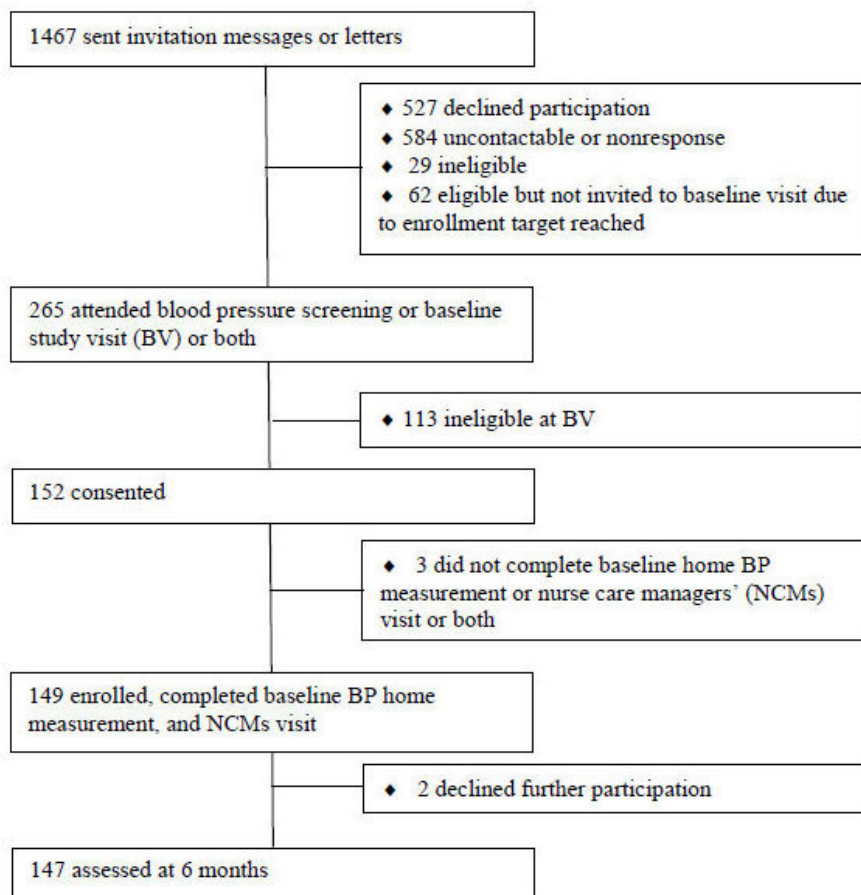 1467 sent invitation messages or letters
♦ 527 declined participation
♦ 584 uncontactable or nonresponse
♦ 29 ineligible
♦ 62 eligible but not invited to baseline visit due
to enrollment target reached
265 attended blood pressure screening or baseline
study visit (BV) or both
♦ 113 ineligible at BV
152 consented
♦ 3 did not complete baseline home BP
measurement or nurse care managers’ (NCMs)
visit or both
149 enrolled, completed baseline BP home
measurement, and NCMs visit
♦ 2 declined further participation
147 assessed at 6 months